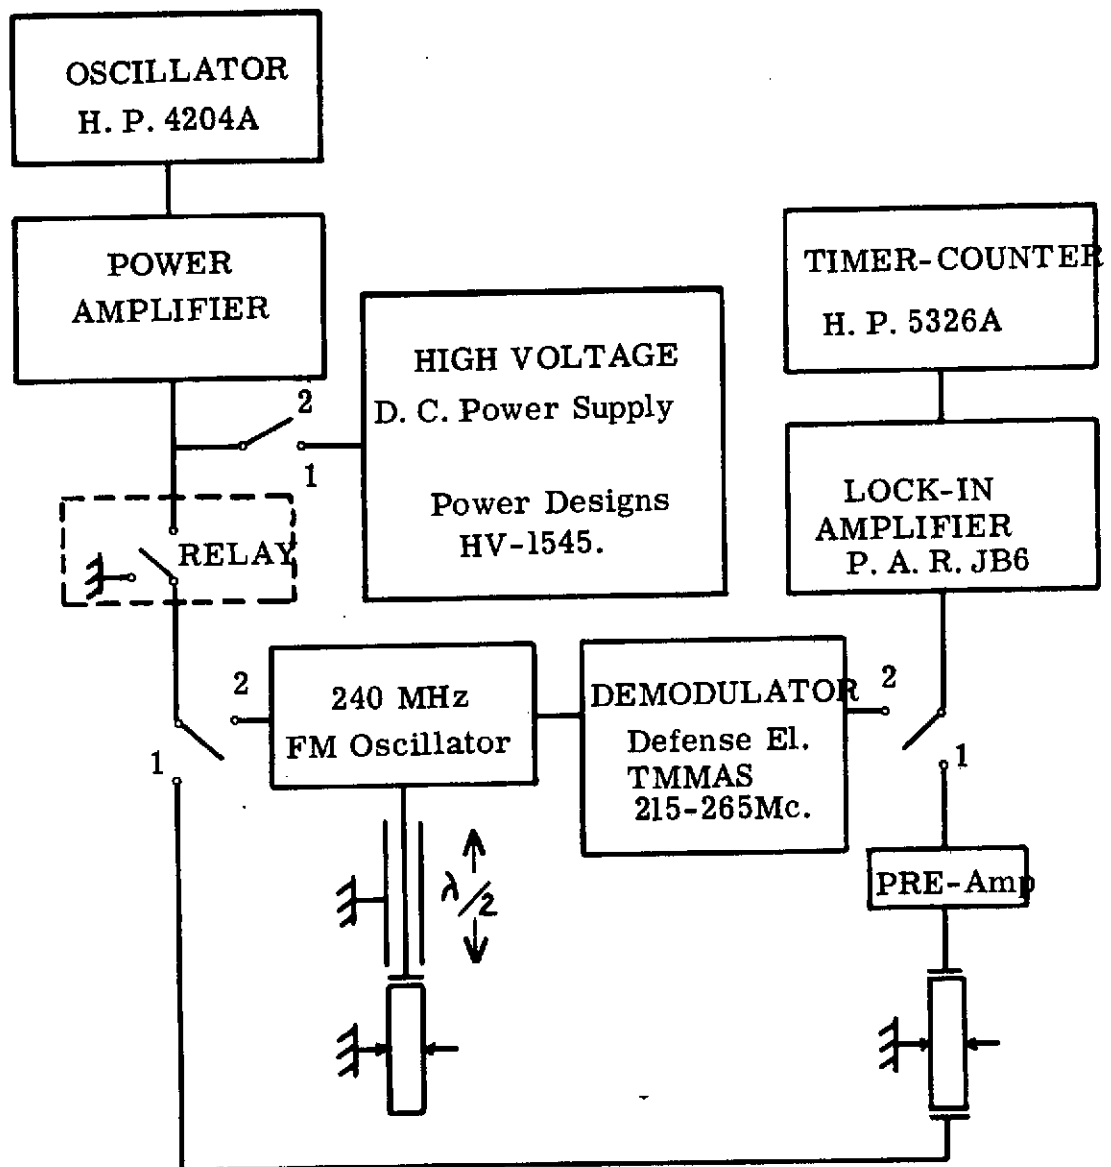 OSCILLATOR
H. P. 4204A
POWER
AMPLIFIER
HIGH VOLTAGE
D. C. Power Supply
Power Designs
HV-1545.
TIMER-COUNTER
H. P. 5326A
LOCK-IN
AMPLIFIER
P. A. R. JB6
2
1
RELAY
2
1
240 MHz
FM Oscillator
DEMODULATOR
Defense El.
TMMAS
215-265Mc.
2
1
λ/2
PRE-Amp